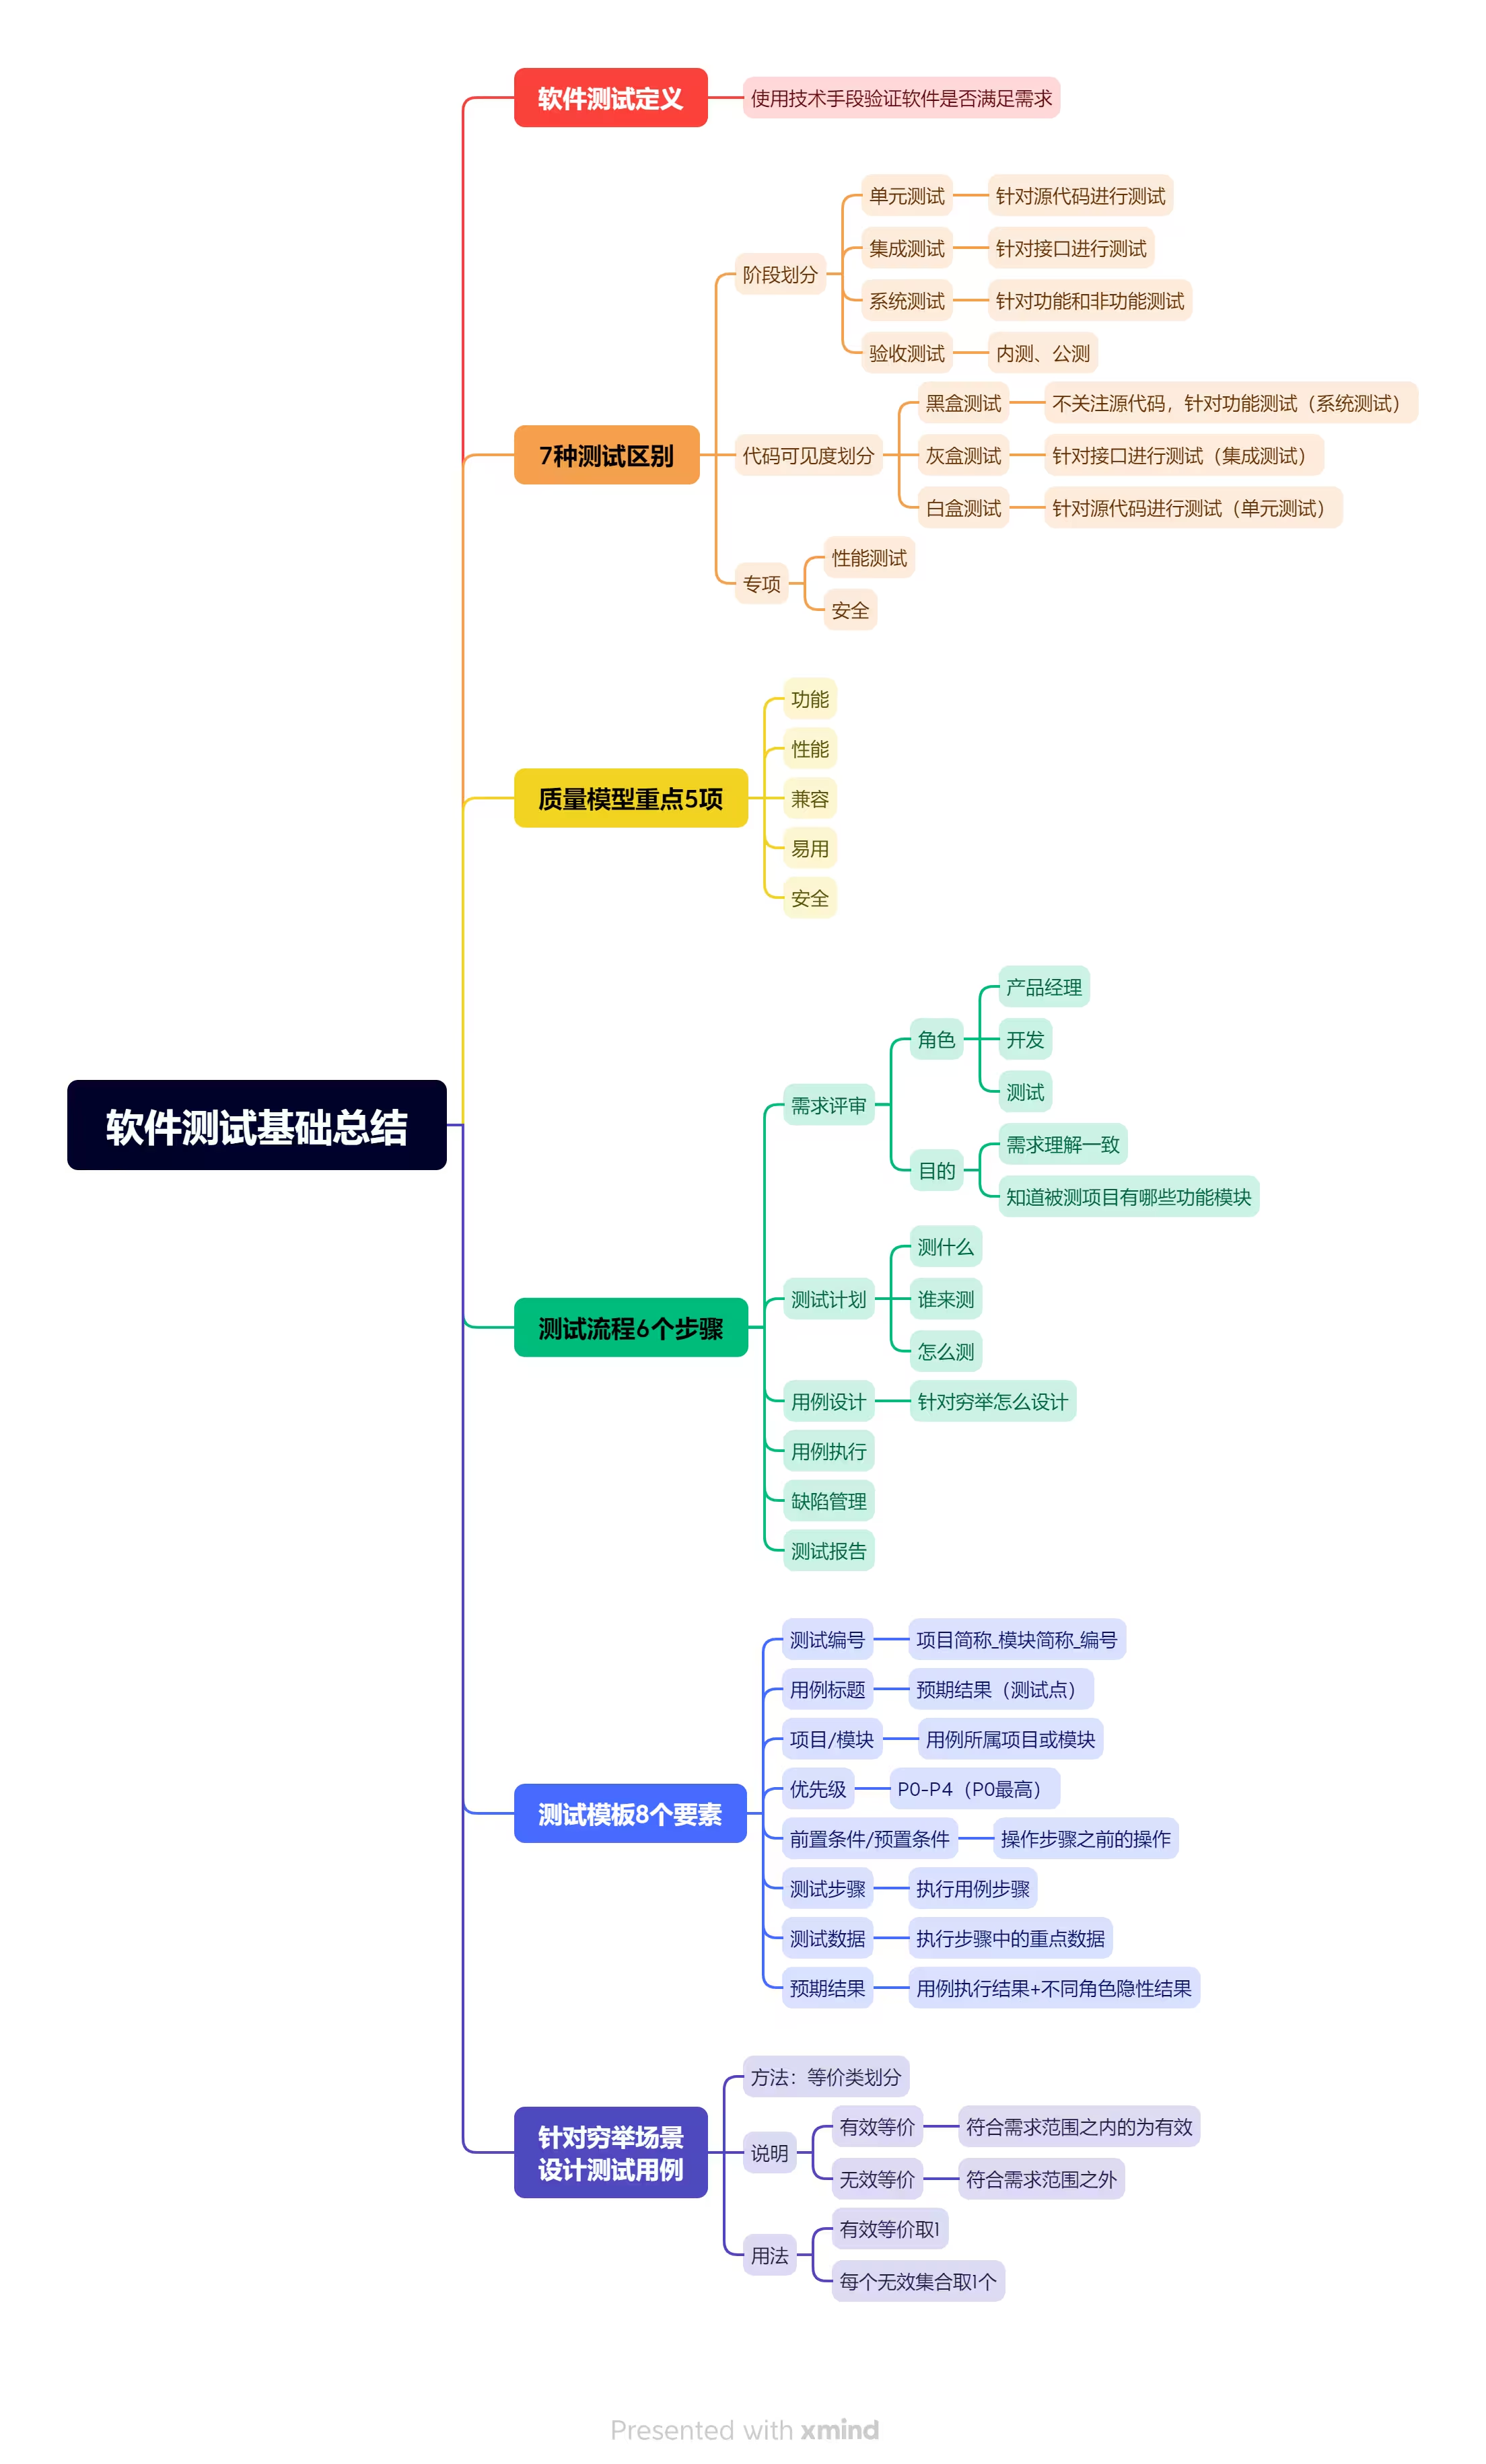 软件测试基础总结
软件测试定义
使用技术手段验证软件是否满足需求
7种测试区别
阶段划分
单元测试
针对源代码进行测试
集成测试
针对接口进行测试
系统测试
针对功能和非功能测试
验收测试
内测、公测
代码可见度划分
黑盒测试
不关注源代码，针对功能测试（系统测试）
灰盒测试
针对接口进行测试（集成测试）
白盒测试
针对源代码进行测试（单元测试）
专项
性能测试
安全
质量模型重点5项
功能
性能
兼容
易用
安全
测试流程6个步骤
需求评审
角色
产品经理
开发
测试
目的
需求理解一致
知道被测项目有哪些功能模块
测试计划
测什么
谁来测
怎么测
用例设计
针对穷举怎么设计
用例执行
缺陷管理
测试报告
测试模板8个要素
测试编号
项目简称_模块简称_编号
用例标题
预期结果（测试点）
项目/模块
用例所属项目或模块
优先级
P0-P4（P0最高）
前置条件/预置条件
操作步骤之前的操作
测试步骤
执行用例步骤
测试数据
执行步骤中的重点数据
预期结果
用例执行结果+不同角色隐性结果
针对穷举场景
设计测试用例
方法：等价类划分
说明
有效等价
符合需求范围之内的为有效
无效等价
符合需求范围之外
用法
有效等价取1
每个无效集合取1个
Presented with xmind